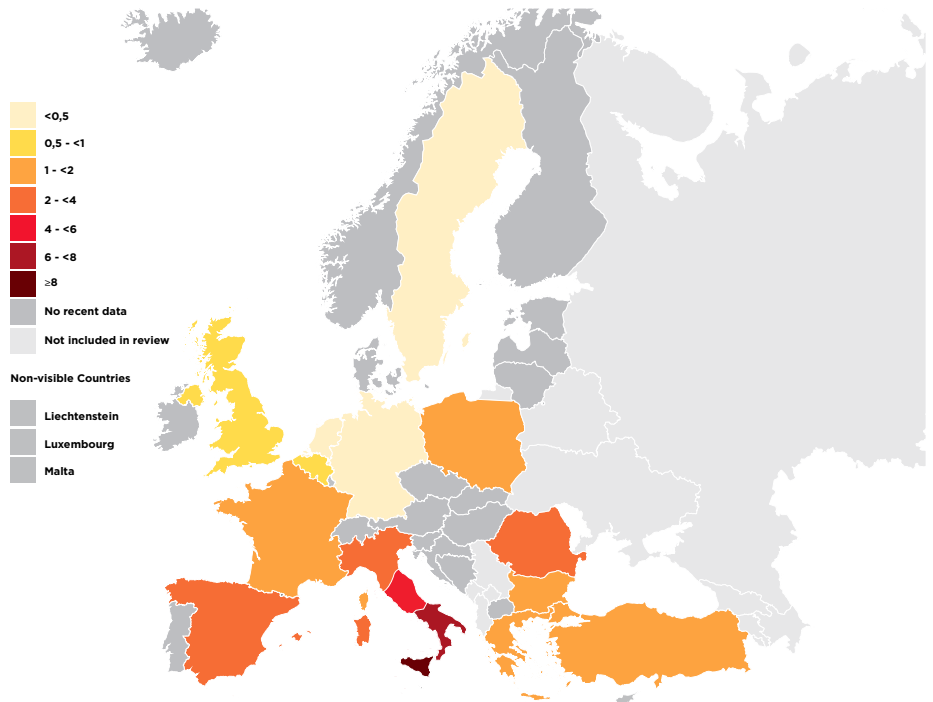 <0,5
0,5 - <1
1 - <2
2 - <4
4 - <6
6 - <8
≥8
No recent data
Not included in review
Non-visible Countries
Liechtenstein
Luxembourg
Malta